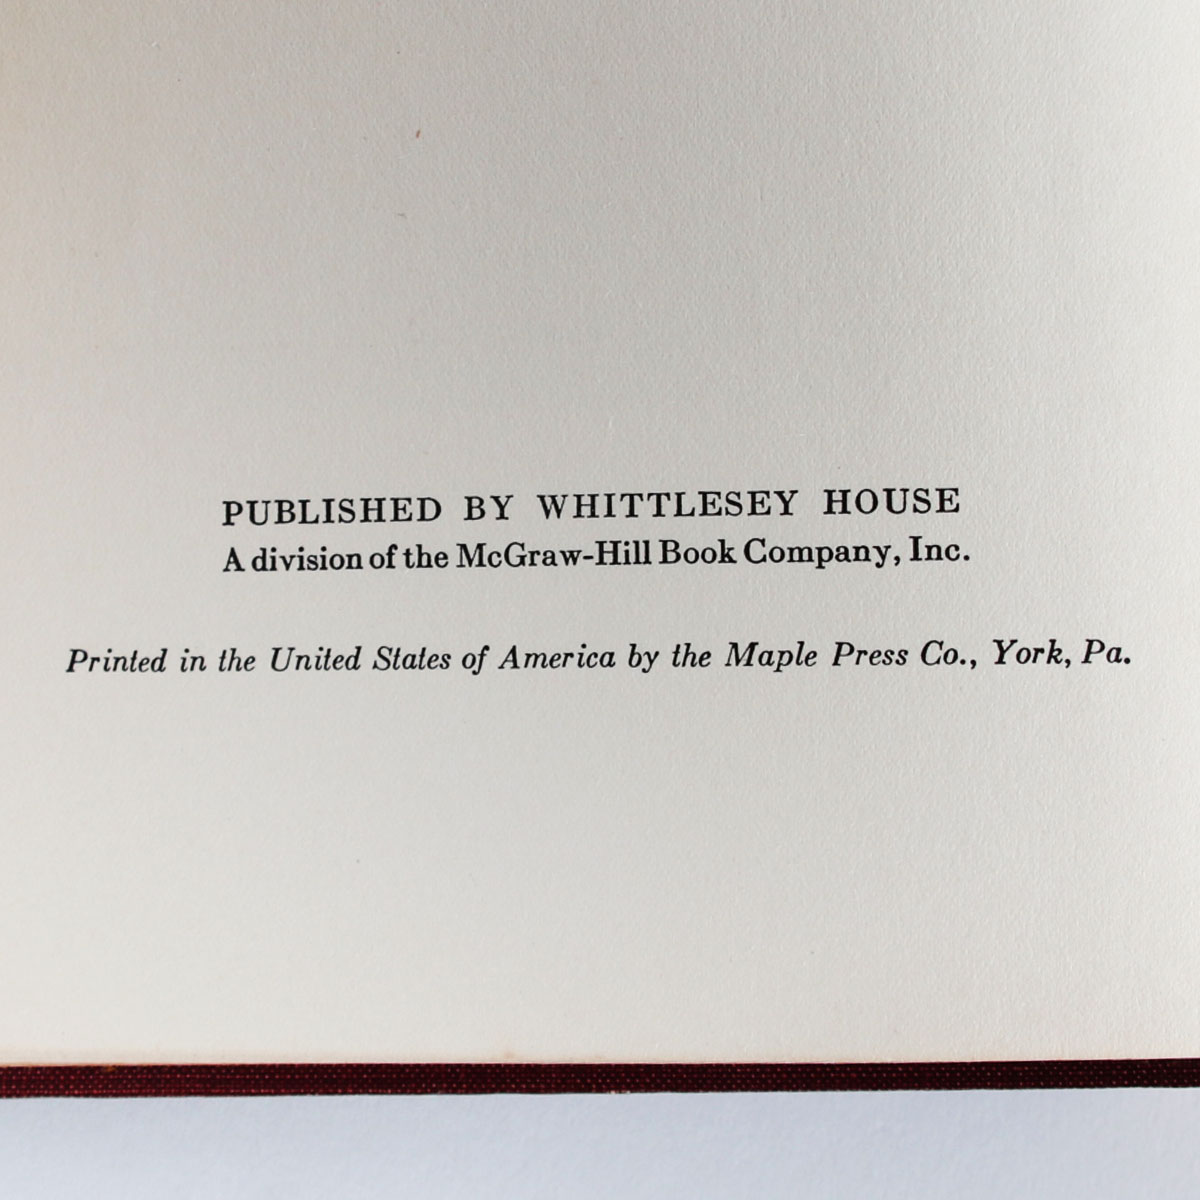 PUBLISHED BY WHITTLESEY HOUSE
A division of the McGraw-Hill Book Company, Inc.
Printed in the United States of America by the Maple Press Co., York, Pa.